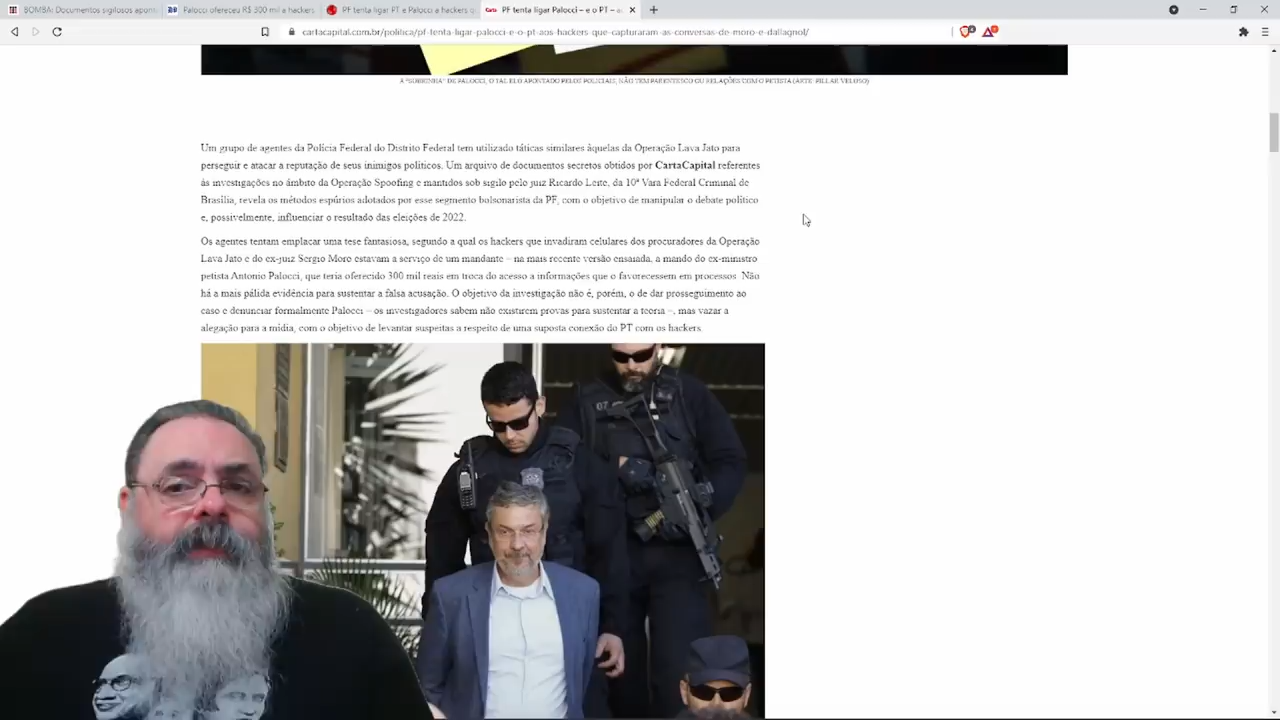 BOMBA: Documentos sigilosos apont
Palocci ofereceu R$ 300 mil a hackers
PF tenta ligar PT e Palocci a hackers q
PF tenta ligar Palocci – e o PT – ao
cartacapital.com.br/politica/pf-tenta-ligar-palocci-e-o-pt-aos-hackers-que-capturaram-as-conversas-de-moro-e-dallagnol/
A "SOBRINHA" DE PALOCCI, O TAL ELO APONTADO PELOS POLICIAIS, NÃO TEM PARENTESCO OU RELAÇÕES COM O PETISTA (ARTE: PILLAR VELOSO)
Um grupo de agentes da Polícia Federal do Distrito Federal tem utilizado táticas similares àquelas da Operação Lava Jato para
perseguir e atacar a reputação de seus inimigos políticos. Um arquivo de documentos secretos obtidos por CartaCapital referentes
às investigações no âmbito da Operação Spoofing e mantidos sob sigilo pelo juiz Ricardo Leite, da 10ª Vara Federal Criminal de
Brasília, revela os métodos espúrios adotados por esse segmento bolsonarista da PF, com o objetivo de manipular o debate político
e, possivelmente, influenciar o resultado das eleições de 2022.
Os agentes tentam emplacar uma tese fantasiosa, segundo a qual os hackers que invadiram celulares dos procuradores da Operação
Lava Jato e do ex-juiz Sergio Moro estavam a serviço de um mandante – na mais recente versão ensaiada, a mando do ex-ministro
petista Antonio Palocci, que teria oferecido 300 mil reais em troca do acesso a informações que o favorecessem em processos. Não
há a mais pálida evidência para sustentar a falsa acusação. O objetivo da investigação não é, porém, o de dar prosseguimento ao
caso e denunciar formalmente Palocci – os investigadores sabem não existirem provas para sustentar a teoria –, mas vazar a
alegação para a mídia, com o objetivo de levantar suspeitas a respeito de uma suposta conexão do PT com os hackers.